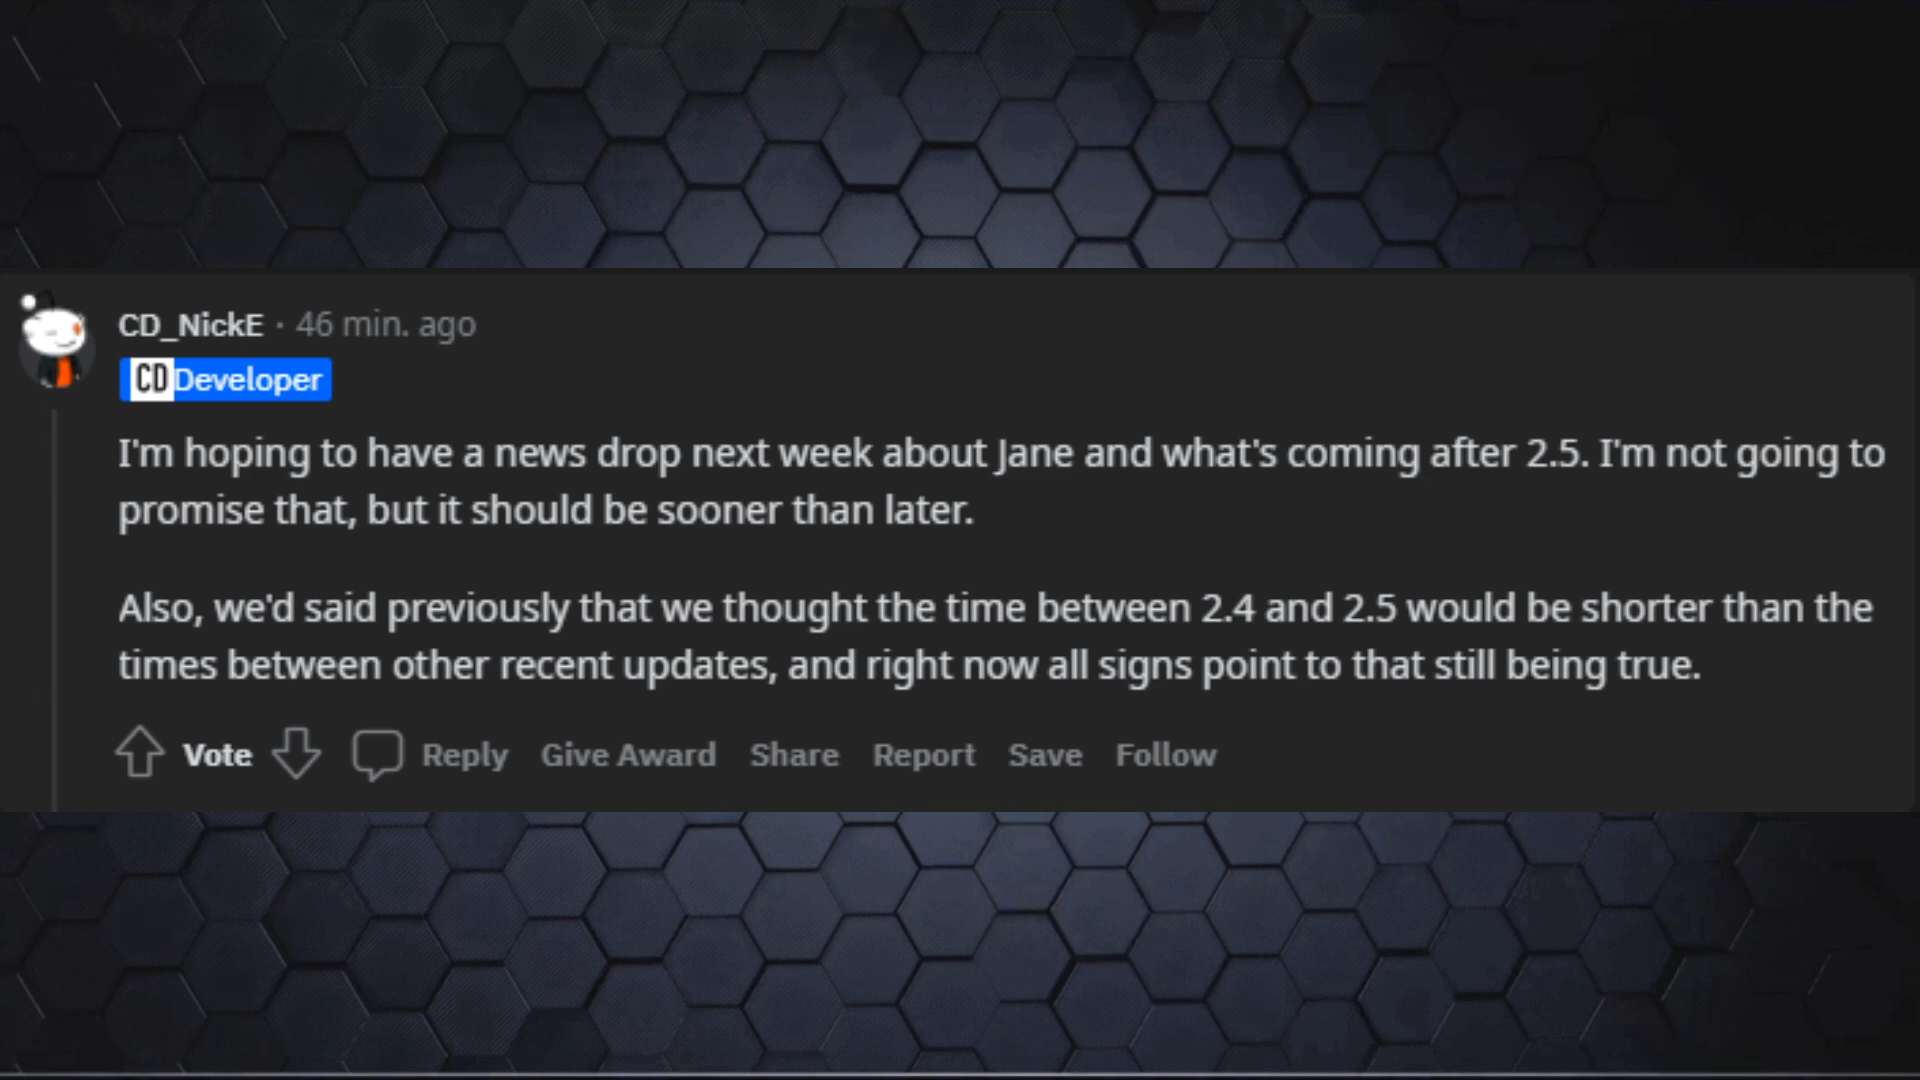 CD_NickE · 46 min. ago
CD Developer
I'm hoping to have a news drop next week about Jane and what's coming after 2.5. I'm not going to
promise that, but it should be sooner than later.
Also, we'd said previously that we thought the time between 2.4 and 2.5 would be shorter than the
times between other recent updates, and right now all signs point to that still being true.
Vote Reply Give Award Share Report Save Follow